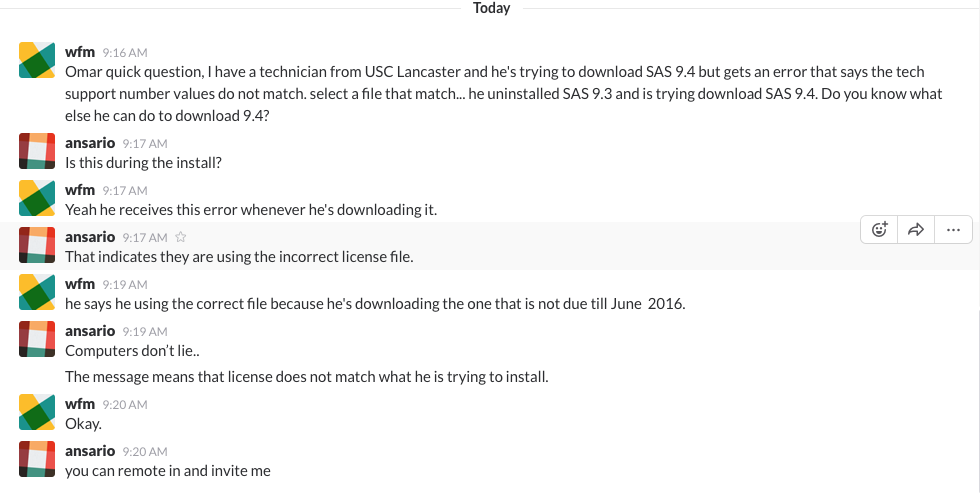 Today
wfm 9:16 AM
Omar quick question, I have a technician from USC Lancaster and he's trying to download SAS 9.4 but gets an error that says the tech
support number values do not match. select a file that match... he uninstalled SAS 9.3 and is trying download SAS 9.4. Do you know what
else he can do to download 9.4?
ansario 9:17 AM
Is this during the install?
wfm 9:17 AM
Yeah he receives this error whenever he's downloading it.
ansario 9:17 AM
That indicates they are using the incorrect license file.
wfm 9:19 AM
he says he using the correct file because he's downloading the one that is not due till June 2016.
ansario 9:19 AM
Computers don't lie..
The message means that license does not match what he is trying to install.
wfm 9:20 AM
Okay.
ansario 9:20 AM
you can remote in and invite me